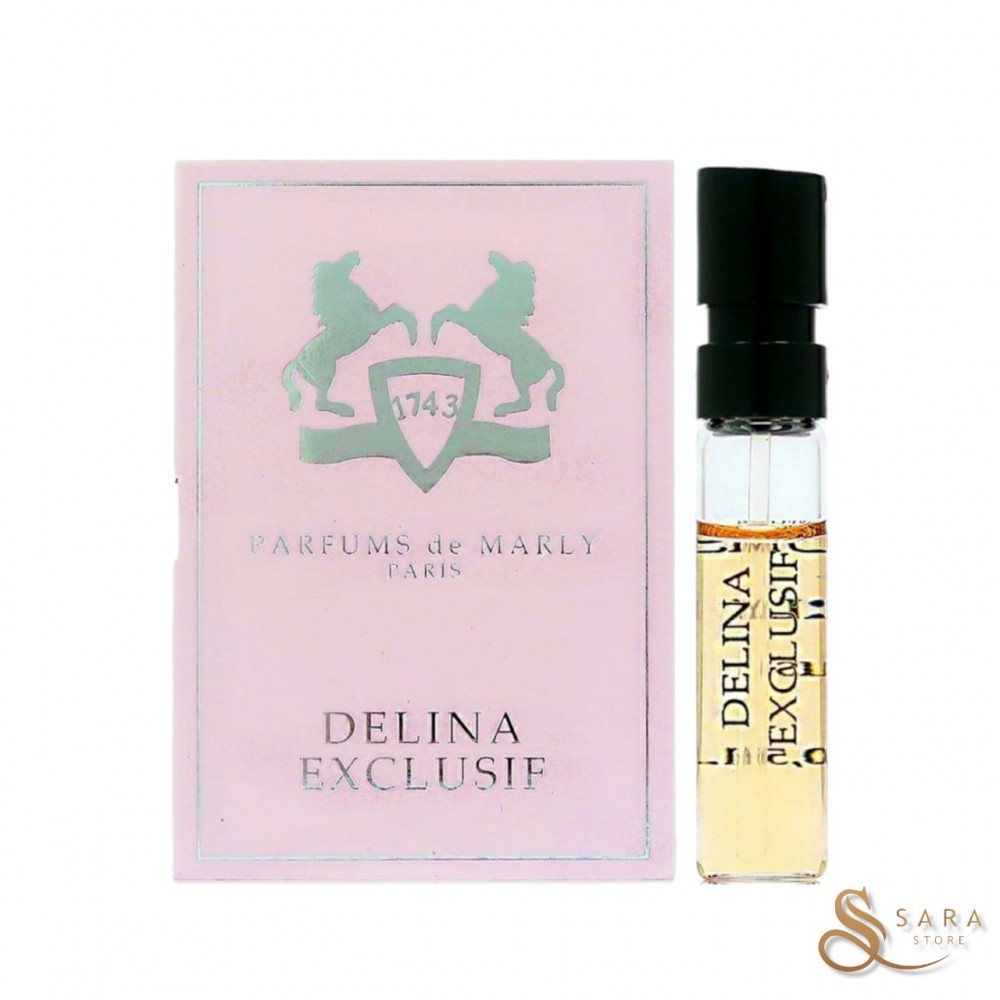 1743
PARFUMS de MARLY
PARIS
DELINA
EXCLUSIF
DELINA
EXCLUSIF
SARA
STORE